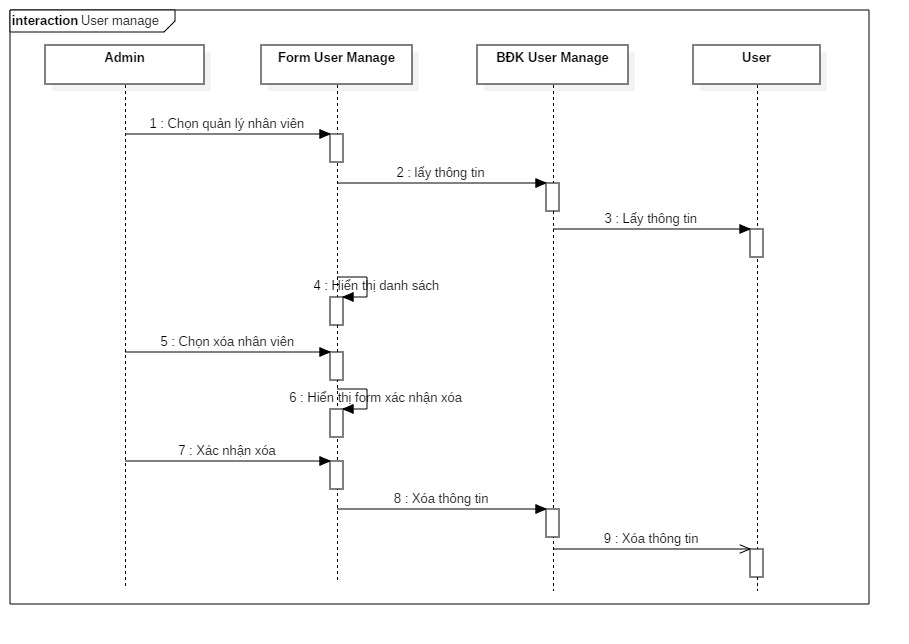 interaction User manage
Admin
Form User Manage
BĐK User Manage
User
1 : Chọn quản lý nhân viên
2 : lấy thông tin
3 : Lấy thông tin
4 : Hiển thị danh sách
5 : Chọn xóa nhân viên
6 : Hiển thị form xác nhận xóa
7 : Xác nhận xóa
8 : Xóa thông tin
9 : Xóa thông tin